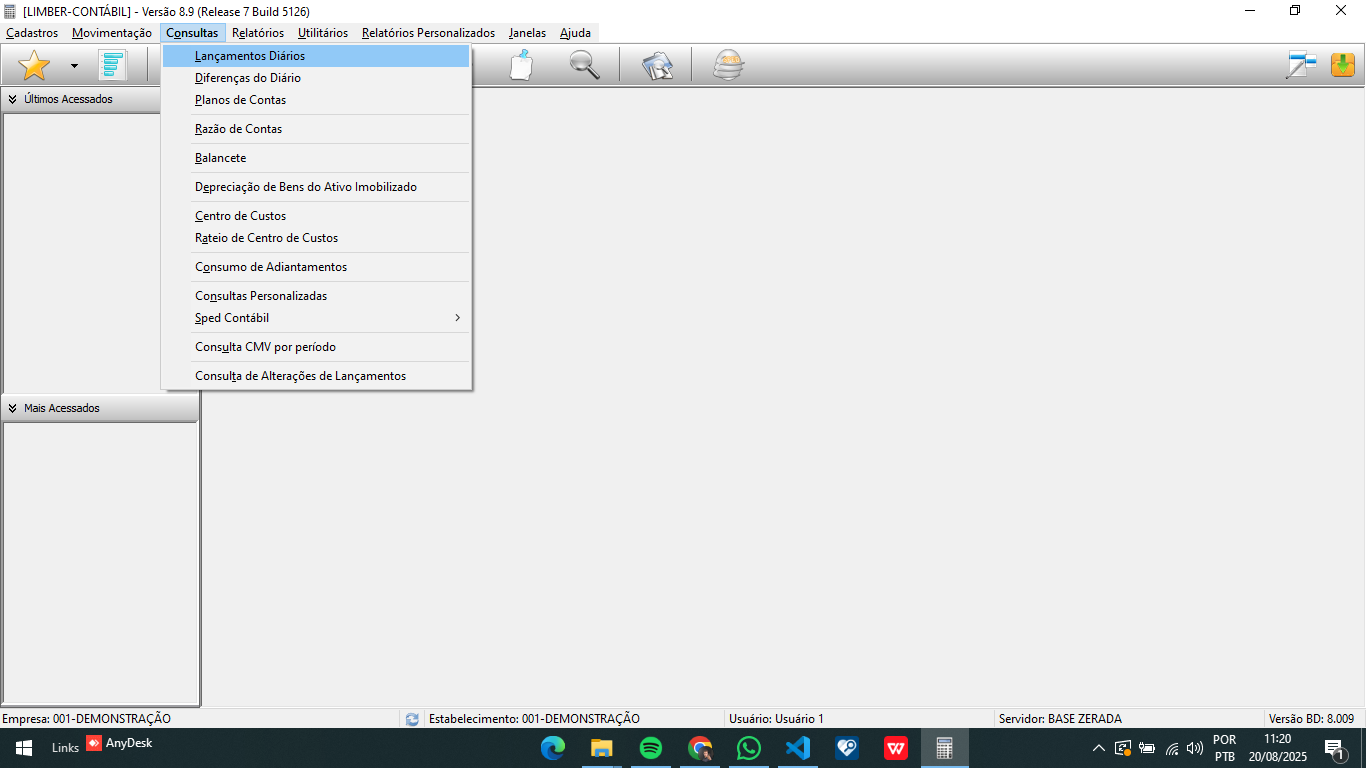 [LIMBER-CONTÁBIL] - Versão 8.9 (Release 7 Build 5126)
Cadastros Movimentação Consultas Relatórios Utilitários Relatórios Personalizados Janelas Ajuda
Lançamentos Diários
Diferenças do Diário
Planos de Contas
Razão de Contas
Balancete
Depreciação de Bens do Ativo Imobilizado
Centro de Custos
Rateio de Centro de Custos
Consumo de Adiantamentos
Consultas Personalizadas
Sped Contábil
Consulta CMV por período
Consulta de Alterações de Lançamentos
Últimos Acessados
Mais Acessados
Empresa: 001-DEMONSTRAÇÃO Estabelecimento: 001-DEMONSTRAÇÃO Usuário: Usuário 1 Servidor: BASE ZERADA Versão BD: 8.009
Links AnyDesk
W
POR
PTB
11:20
20/08/2025
1